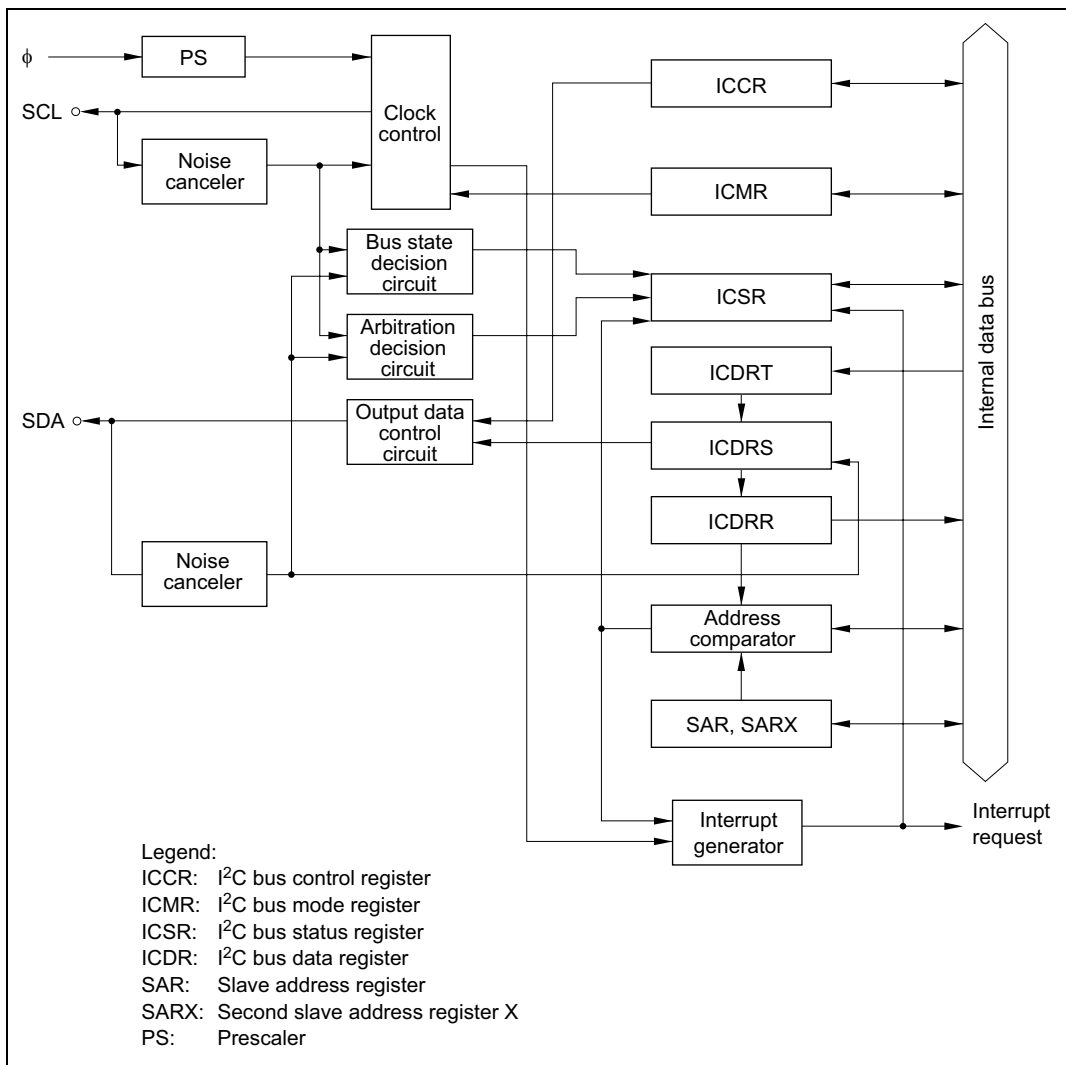 ϕ
PS
SCL
Clock
control
Noise
canceler
Bus state
decision
circuit
Arbitration
decision
circuit
SDA
Output data
control
circuit
Noise
canceler
ICCR
ICMR
ICSR
ICDRT
ICDRS
ICDRR
Address
comparator
SAR, SARX
Interrupt
generator
Internal data bus
Interrupt
request
Legend:
ICCR: I²C bus control register
ICMR: I²C bus mode register
ICSR: I²C bus status register
ICDR: I²C bus data register
SAR: Slave address register
SARX: Second slave address register X
PS: Prescaler